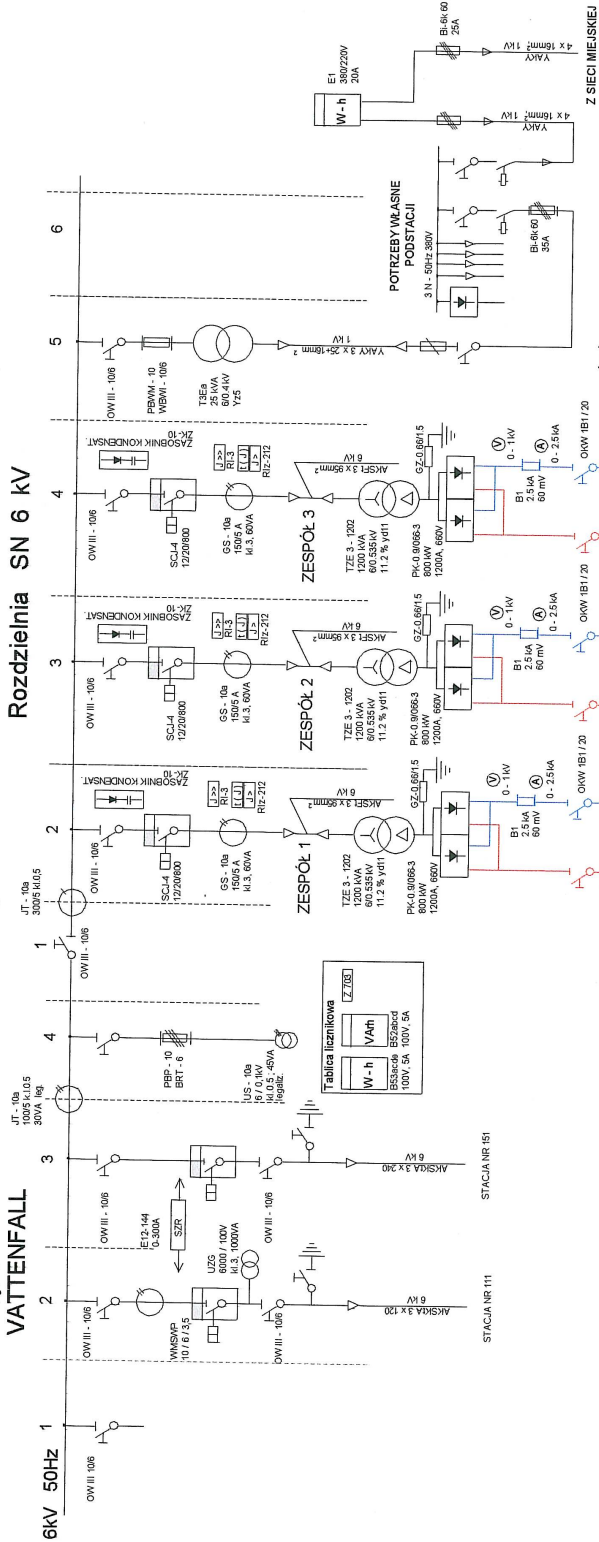 VATTENFALL
Rozdzielnia SN 6 kV
6kV 50Hz
1
OW III 10/6
2
OW III - 10/6
WMSWP
10 / 6 / 3,5
UZG
6000 / 100V
kl.3, 1000VA
OW III - 10/6
6 kV
AKSKtA 3 x 120
STACJA NR 111
E12-144
0-300A
SZR
3
OW III - 10/6
OW III - 10/6
6 kV
AKSKtA 3 x 240
STACJA NR 151
JT - 10a
100/5 kl.0.5
30VA leg.
4
PBP - 10
BRT - 6
US - 10a
6 / 0,1kV
kl.0.5 ; 45VA
legaliz.
Tablica licznikowa
W - h
B53acde
100V, 5A
VArh
B52abcd
100V, 5A
Z 703
1
OW III - 10/6
JT - 10a
300/5 kl.0,5
2
OW III - 10/6
ZASOBNIK KONDENSAT.
ZK-10
SCJ-4
12/20/800
GS - 10a
150/5 A
kl.3, 60VA
J >>
RI-3
t ( J )
J >
RIz-212
ZESPÓŁ 1
6 kV
AKSFt 3 x 95mm²
TZE 3 - 1202
1200 kVA
6/0.535 kV
11.2 % yd11
GZ-0.66/1.5
PK-0.9/066-3
800 kW
1200A, 660V
V
0 - 1kV
B1
2.5 kA
60 mV
A
0 - 2.5kA
OKW 1B1 / 20
3
OW III - 10/6
ZASOBNIK KONDENSAT.
ZK-10
SCJ-4
12/20/800
GS - 10a
150/5 A
kl.3, 60VA
J >>
RI-3
t ( J )
J >
RIz-212
ZESPÓŁ 2
6 kV
AKSFt 3 x 95mm²
TZE 3 - 1202
1200 kVA
6/0.535 kV
11.2 % yd11
GZ-0.66/1.5
PK-0.9/066-3
800 kW
1200A, 660V
V
0 - 1kV
B1
2.5 kA
60 mV
A
0 - 2.5kA
OKW 1B1 / 20
4
OW III - 10/6
ZASOBNIK KONDENSAT.
ZK-10
SCJ-4
12/20/800
GS - 10a
150/5 A
kl.3, 60VA
J >>
RI-3
t ( J )
J >
RIz-212
ZESPÓŁ 3
6 kV
AKSFt 3 x 95mm²
TZE 3 - 1202
1200 kVA
6/0.535 kV
11.2 % yd11
GZ-0.66/1.5
PK-0.9/066-3
800 kW
1200A, 660V
V
0 - 1kV
B1
2.5 kA
60 mV
A
0 - 2.5kA
OKW 1B1 / 20
5
OW III - 10/6
PBWM - 10
WBWI - 10/6
T3Ea
25 kVA
6/0.4 kV
Yz5
YAKY 3 x 25+16mm²
1 kV
6
POTRZEBY WŁASNE
PODSTACJI
3 N - 50Hz 380V
Bi-6k 60
35A
E1
380/220V
20A
W - h
Bi-6k 60
25A
YAKY
4 x 16mm², 1 kV
YAKY
4 x 16mm², 1 kV
Z SIECI MIEJSKIEJ